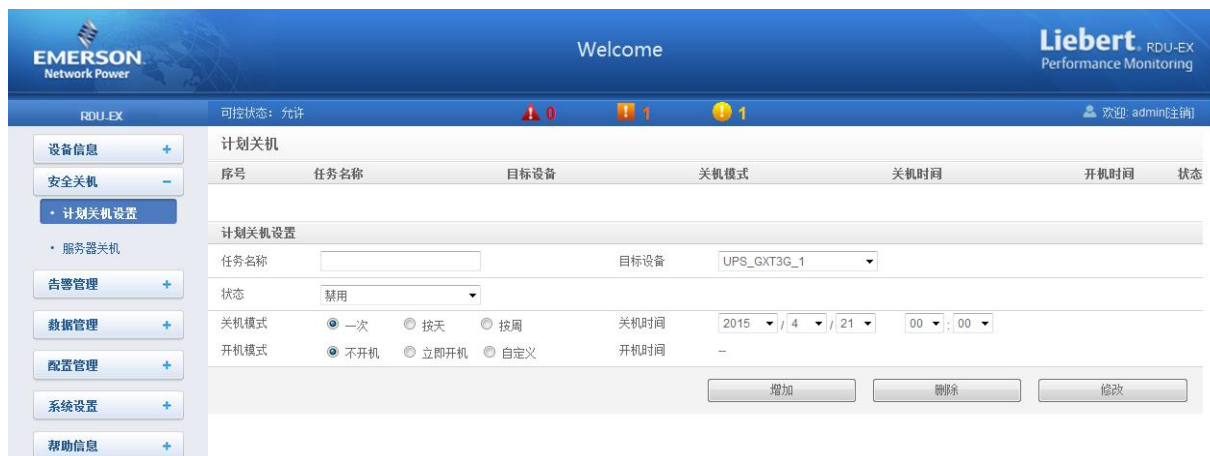 EMERSON.
Network Power
Welcome
Liebert. RDU-EX
Performance Monitoring
RDU-EX
可控状态：允许 0 1 1 欢迎: admin[注销]
设备信息 +
安全关机 −
· 计划关机设置
· 服务器关机
告警管理 +
数据管理 +
配置管理 +
系统设置 +
帮助信息 +
计划关机
序号 任务名称 目标设备 关机模式 关机时间 开机时间 状态
计划关机设置
任务名称 目标设备 UPS_GXT3G_1
状态 禁用
关机模式 一次 按天 按周 关机时间 2015 / 4 / 21 00 : 00
开机模式 不开机 立即开机 自定义 开机时间 --
增加 删除 修改